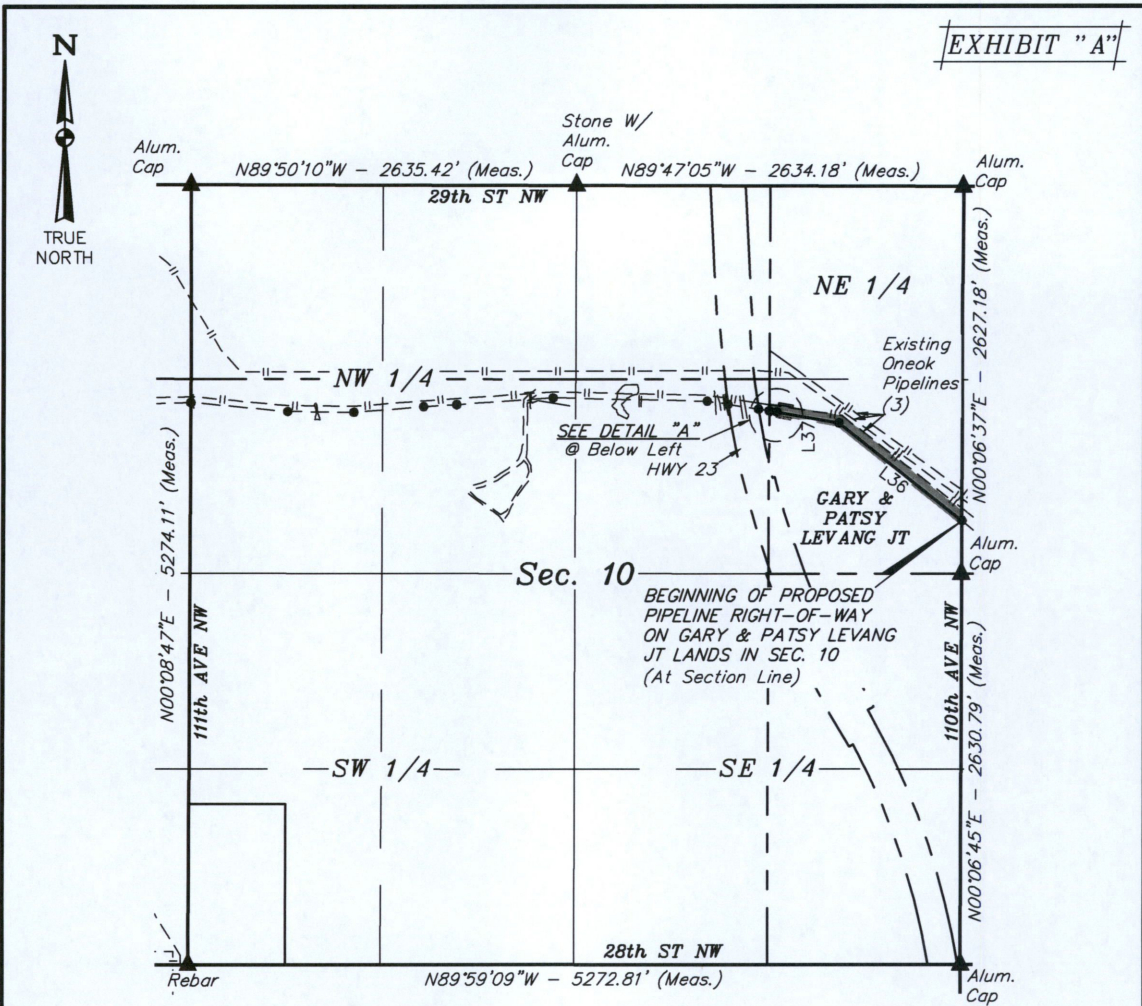 EXHIBIT "A"
N
TRUE
NORTH
Alum.
Cap
N89°50'10"W - 2635.42' (Meas.)
Stone W/
Alum.
Cap
N89°47'05"W - 2634.18' (Meas.)
Alum.
Cap
29th ST NW
N00°06'37"E - 2627.18' (Meas.)
NE 1/4
Existing
Oneok
Pipelines
(3)
NW 1/4
SEE DETAIL "A"
@ Below Left
HWY 23
L37
L36
GARY &
PATSY
LEVANG JT
Alum.
Cap
Sec. 10
BEGINNING OF PROPOSED
PIPELINE RIGHT-OF-WAY
ON GARY & PATSY LEVANG
JT LANDS IN SEC. 10
(At Section Line)
N00°08'47"E - 5274.11' (Meas.)
111th AVE NW
110th AVE NW
N00°06'45"E - 2630.79' (Meas.)
SW 1/4
SE 1/4
28th ST NW
Rebar
N89°59'09"W - 5272.81' (Meas.)
Alum.
Cap